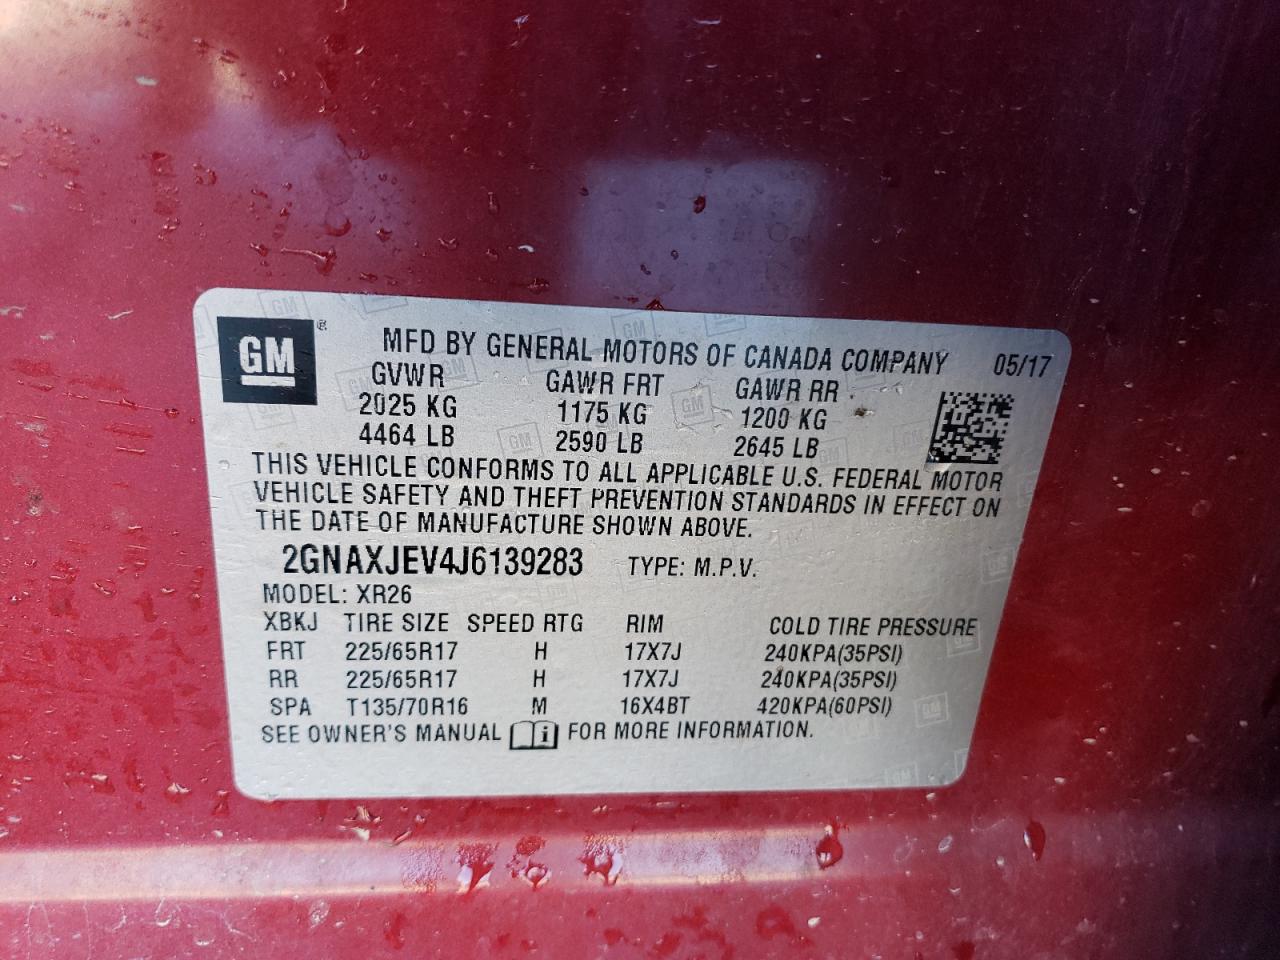 GM ® MFD BY GENERAL MOTORS OF CANADA COMPANY 05/17
GVWR GAWR FRT GAWR RR
2025 KG 1175 KG 1200 KG
4464 LB 2590 LB 2645 LB
THIS VEHICLE CONFORMS TO ALL APPLICABLE U.S. FEDERAL MOTOR
VEHICLE SAFETY AND THEFT PREVENTION STANDARDS IN EFFECT ON
THE DATE OF MANUFACTURE SHOWN ABOVE.
2GNAXJEV4J6139283 TYPE: M.P.V.
MODEL: XR26
XBKJ TIRE SIZE SPEED RTG RIM COLD TIRE PRESSURE
FRT 225/65R17 H 17X7J 240KPA(35PSI)
RR 225/65R17 H 17X7J 240KPA(35PSI)
SPA T135/70R16 M 16X4BT 420KPA(60PSI)
SEE OWNER'S MANUAL i FOR MORE INFORMATION.